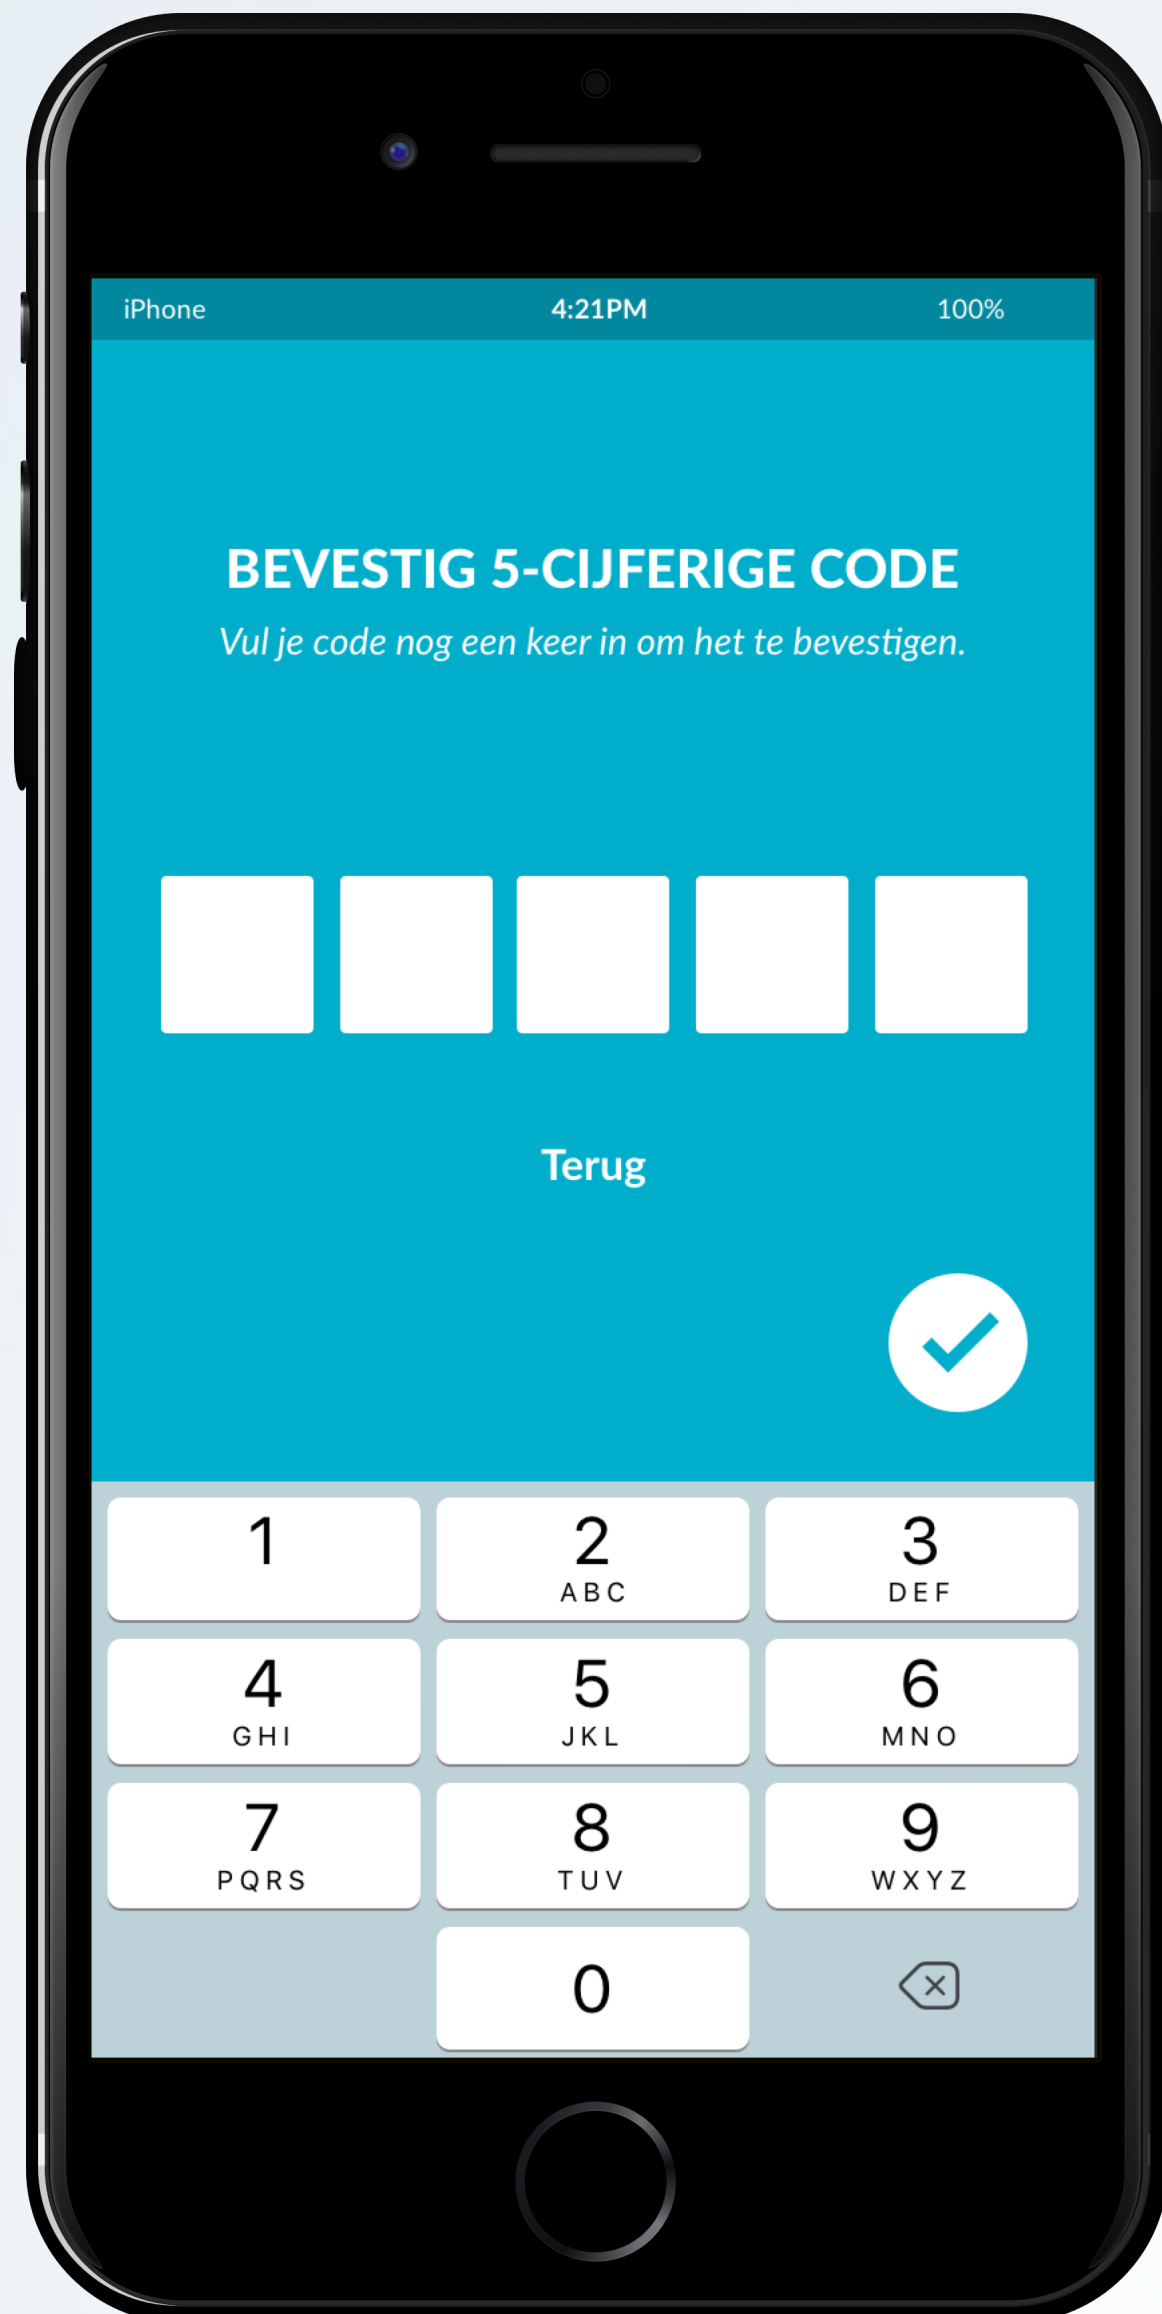 iPhone 4:21PM 100%
BEVESTIG 5-CIJFERIGE CODE
Vul je code nog een keer in om het te bevestigen.
Terug
1 2 3
ABC DEF
4 5 6
GHI JKL MNO
7 8 9
PQRS TUV WXYZ
0